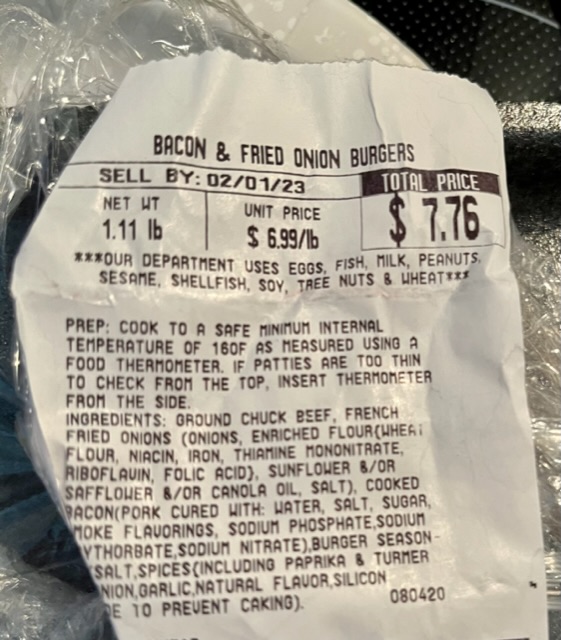 BACON & FRIED ONION BURGERS
SELL BY: 02/01/23
TOTAL PRICE
NET WT
1.11 lb
UNIT PRICE
$ 6.99/lb
$ 7.76
***OUR DEPARTMENT USES EGGS, FISH, MILK, PEANUTS,
SESAME, SHELLFISH, SOY, TREE NUTS & WHEAT***
PREP: COOK TO A SAFE MINIMUM INTERNAL
TEMPERATURE OF 160F AS MEASURED USING A
FOOD THERMOMETER. IF PATTIES ARE TOO THIN
TO CHECK FROM THE TOP, INSERT THERMOMETER
FROM THE SIDE.
INGREDIENTS: GROUND CHUCK BEEF, FRENCH
FRIED ONIONS (ONIONS, ENRICHED FLOUR(WHEAT
FLOUR, NIACIN, IRON, THIAMINE MONONITRATE,
RIBOFLAVIN, FOLIC ACID), SUNFLOWER &/OR
SAFFLOWER &/OR CANOLA OIL, SALT), COOKED
BACON(PORK CURED WITH: WATER, SALT, SUGAR,
MOKE FLAVORINGS, SODIUM PHOSPHATE,SODIUM
YTHORBATE,SODIUM NITRATE),BURGER SEASON-
SALT,SPICES(INCLUDING PAPRIKA & TURMER
NION,GARLIC,NATURAL FLAVOR,SILICON
DE TO PREVENT CAKING).
080420